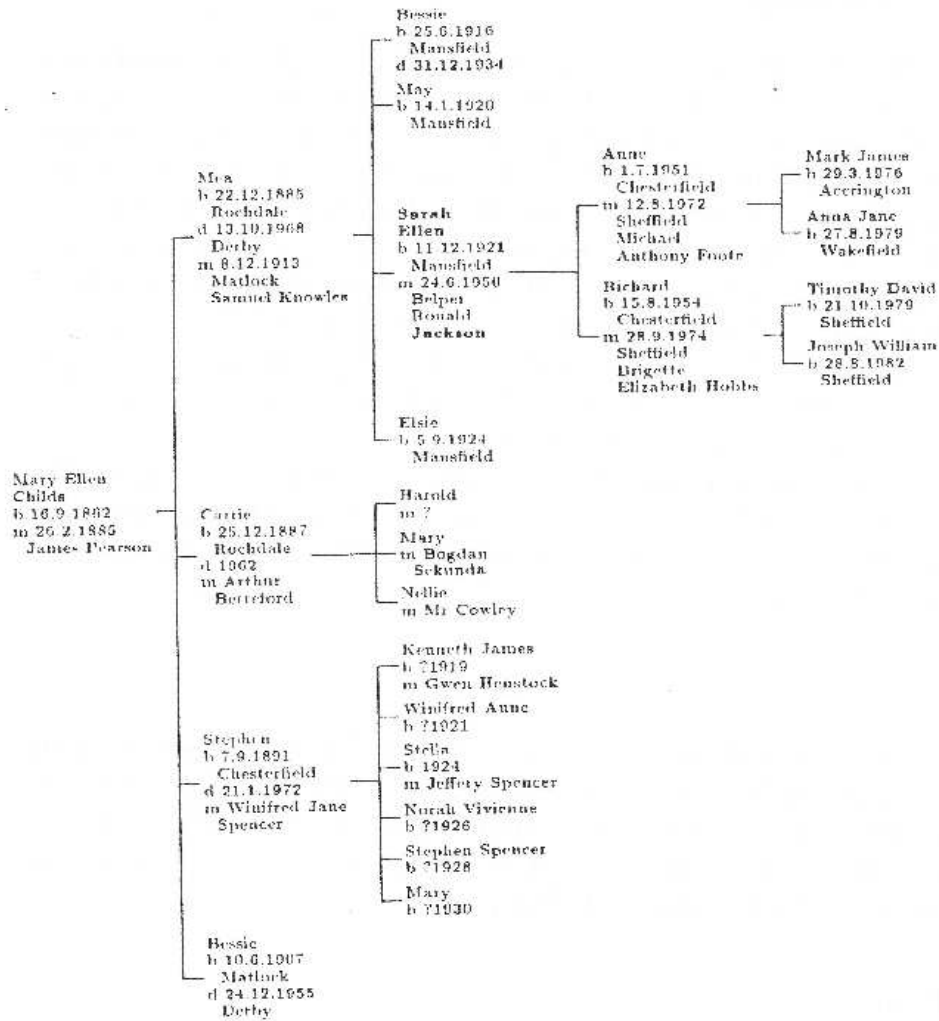 Bessie
b 25.6.1916
Mansfield
d 31.12.1934
May
b 14.1.1920
Mansfield
Mea
b 22.12.1885
Rochdale
d 13.10.1968
Derby
m 8.12.1913
Matlock
Samuel Knowles
Sarah
Ellen
b 11 12.1921
Mansfield
m 24.6.1950
Belper
Ronald
Jackson
Anne
b 1.7.1951
Chesterfield
m 12.8.1972
Sheffield
Michael
Anthony Foote
Mark James
b 29.3.1976
Accrington
Anna Jane
b 27.8.1979
Wakefield
Richard
b 15.8.1954
Chesterfield
m 28.9.1974
Sheffield
Brigette
Elizabeth Hobbs
Timothy David
b 21.10.1979
Sheffield
Joseph William
b 28.8.1982
Sheffield
Elsie
b 5 9.1924
Mansfield
Mary Ellen
Childs
b 16.9 1862
m 26.2.1885
James Pearson
Carrie
b 25.12.1887
Rochdale
d 1962
m Arthur
Berresford
Harold
m ?
Mary
m Bogdan
Sekunda
Nellie
m Mr Cowley
Stephen
b 7.9.1891
Chesterfield
d 21.1.1972
m Winifred Jane
Spencer
Kenneth James
b ?1919
m Gwen Henstock
Winifred Anne
b ?1921
Stella
b 1924
m Jeffery Spencer
Norah Vivienne
b ?1926
Stephen Spencer
b ?1928
Mary
b ?1930
Bessie
b 10.6.1907
Matlock
d 24.12.1955
Derby